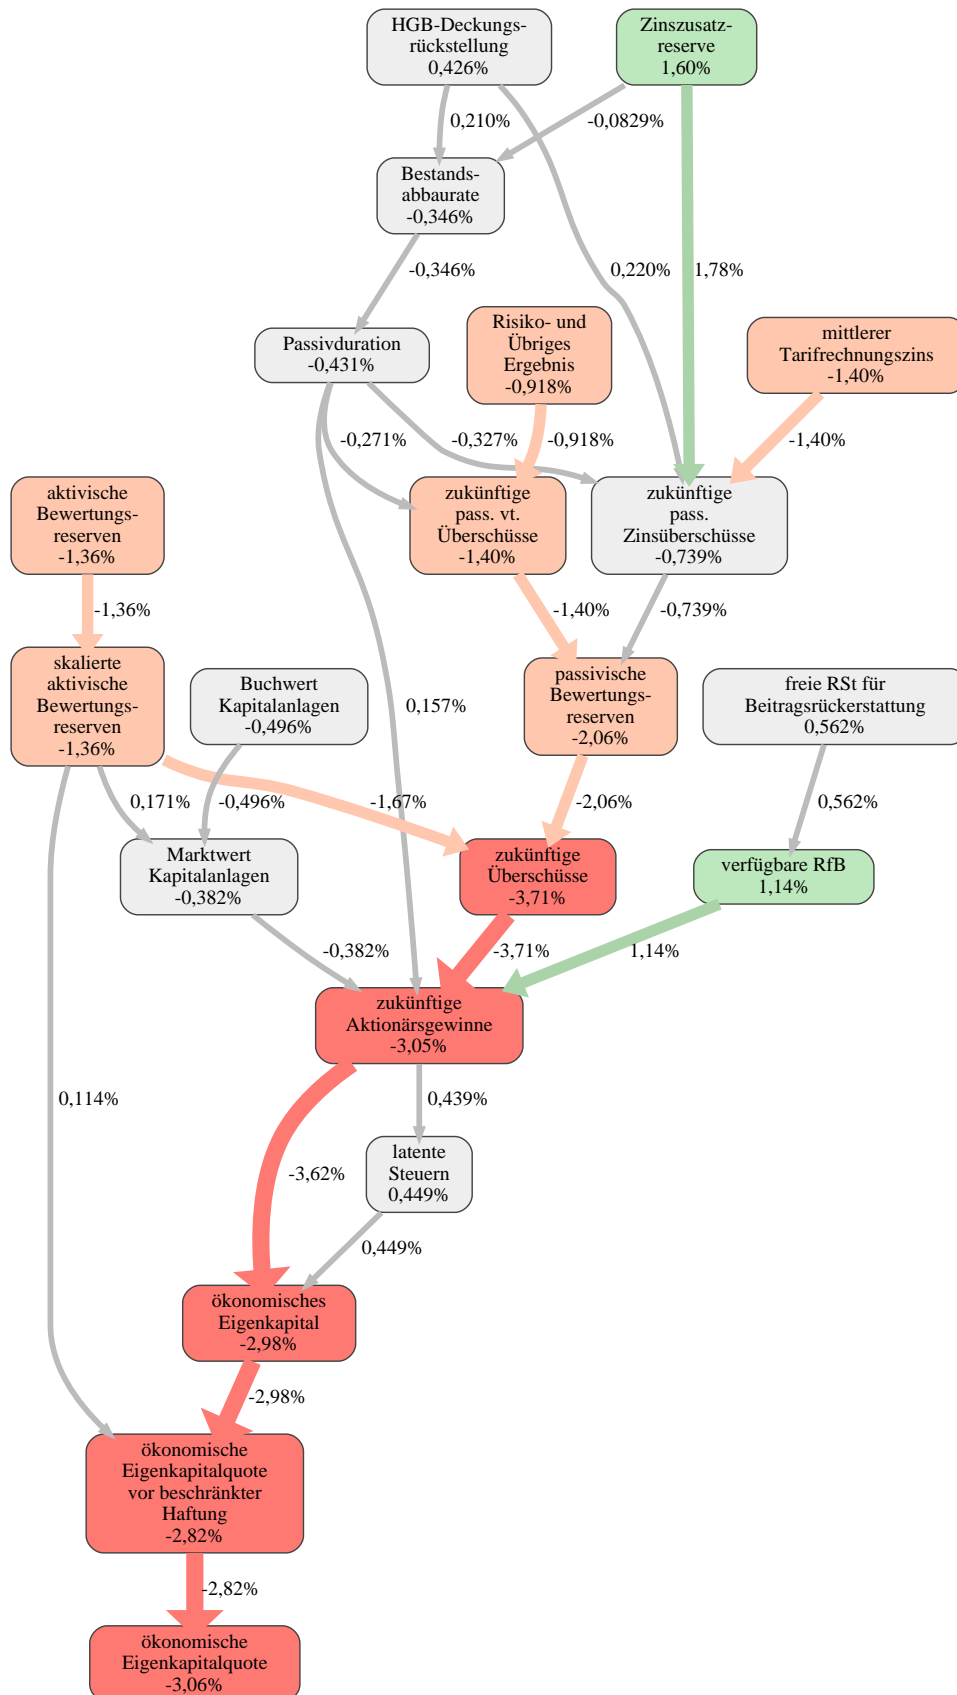 HGB-Deckungs-
rückstellung
0,426%
Zinszusatz-
reserve
1,60%
0,210%
-0,0829%
Bestands-
abbaurate
-0,346%
-0,346%
0,220%
1,78%
Risiko- und
Übriges
Ergebnis
-0,918%
mittlerer
Tarifrechnungszins
-1,40%
Passivduration
-0,431%
-0,271%
-0,327%
-0,918%
-1,40%
aktivische
Bewertungs-
reserven
-1,36%
zukünftige
pass. vt.
Überschüsse
-1,40%
zukünftige
pass.
Zinsüberschüsse
-0,739%
-1,36%
-1,40%
-0,739%
skalierte
aktivische
Bewertungs-
reserven
-1,36%
Buchwert
Kapitalanlagen
-0,496%
0,157%
passivische
Bewertungs-
reserven
-2,06%
freie RSt für
Beitragsrückerstattung
0,562%
0,171%
-0,496%
-1,67%
-2,06%
0,562%
Marktwert
Kapitalanlagen
-0,382%
zukünftige
Überschüsse
-3,71%
verfügbare RfB
1,14%
-0,382%
-3,71%
1,14%
zukünftige
Aktionärsgewinne
-3,05%
0,114%
0,439%
-3,62%
latente
Steuern
0,449%
0,449%
ökonomisches
Eigenkapital
-2,98%
-2,98%
ökonomische
Eigenkapitalquote
vor beschränkter
Haftung
-2,82%
-2,82%
ökonomische
Eigenkapitalquote
-3,06%